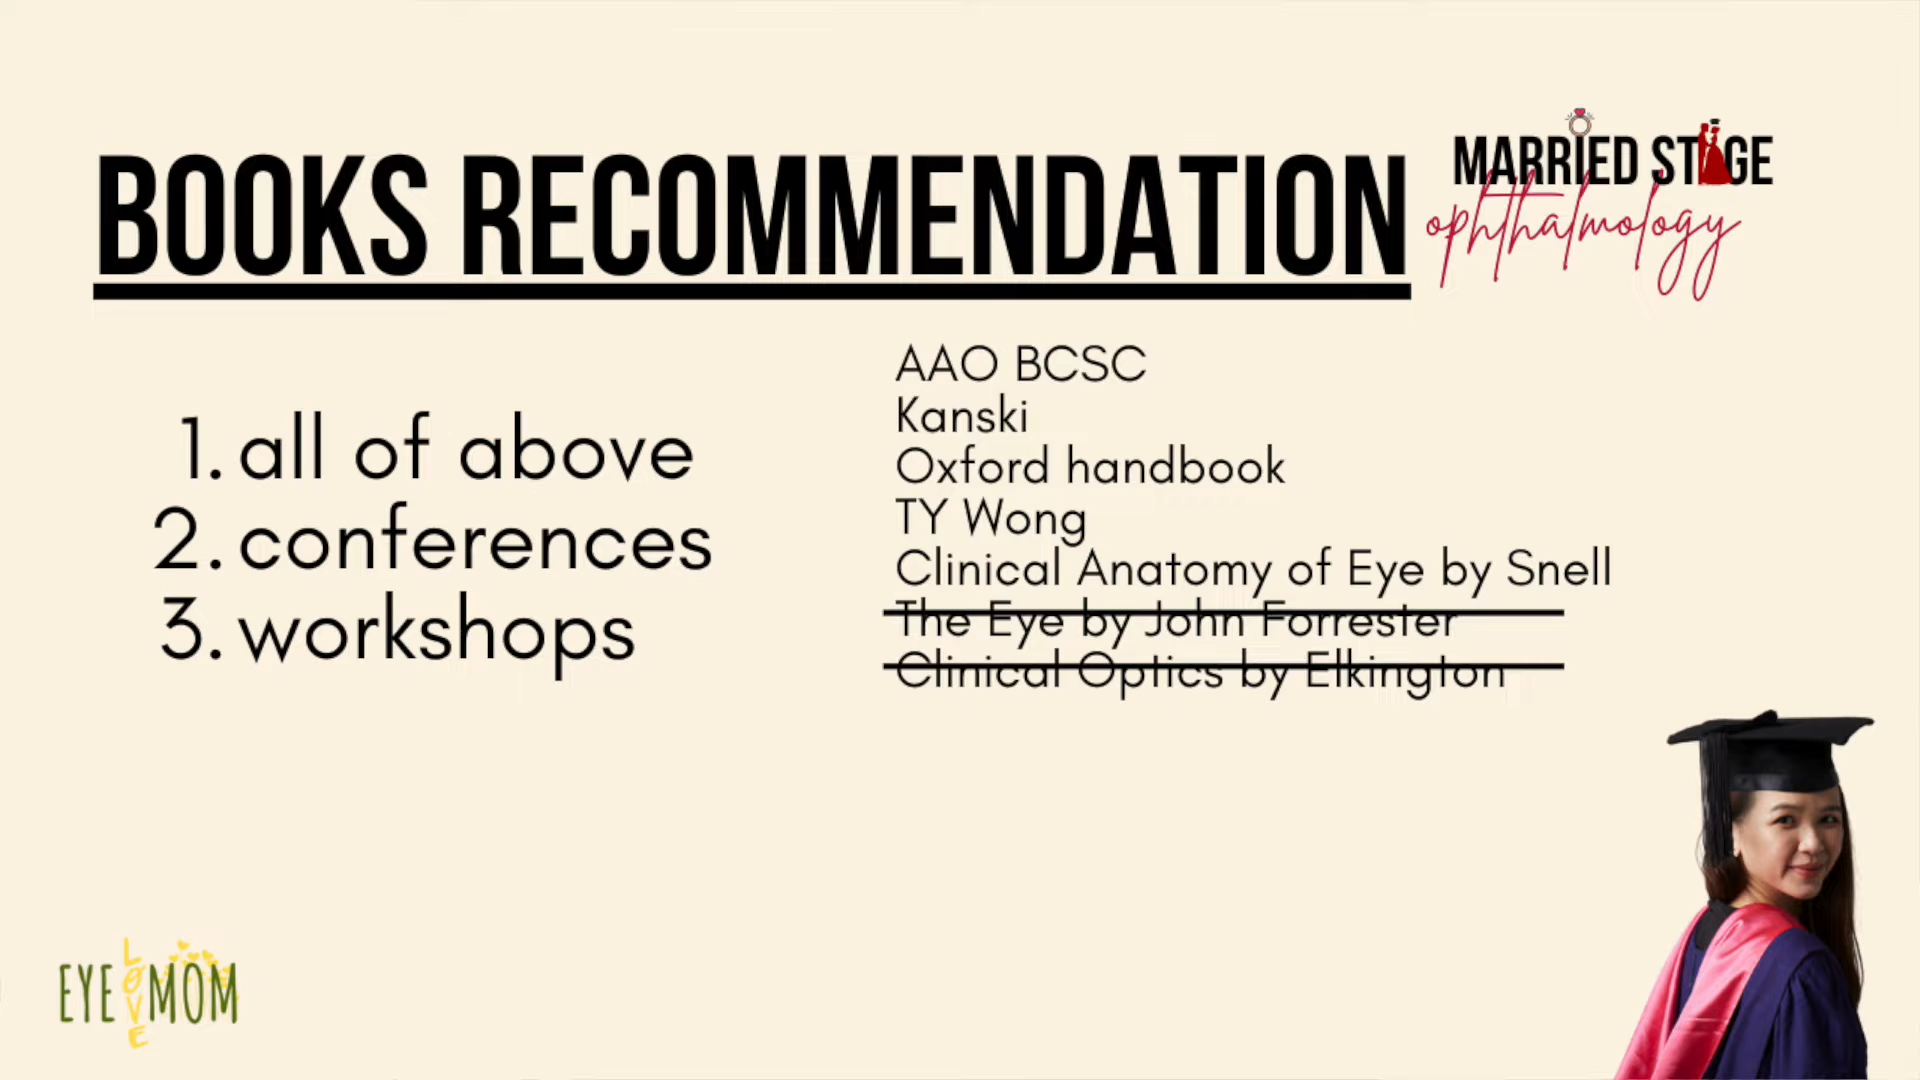 BOOKS RECOMMENDATION
MARRIED STAGE
ophthalmology
1. all of above
2. conferences
3. workshops
AAO BCSC
Kanski
Oxford handbook
TY Wong
Clinical Anatomy of Eye by Snell
The Eye by John Forrester
Clinical Optics by Elkington
EYE LOVE MOM